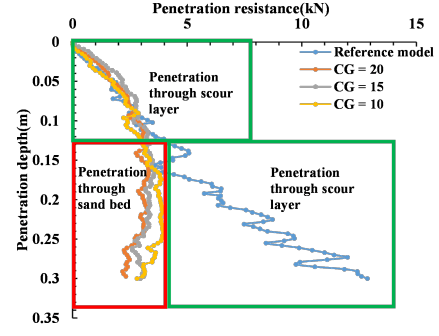 Penetration resistance(kN)
0 5 10 15
0
0.05
0.1
0.15
0.2
0.25
0.3
0.35
Penetration depth(m)
Reference model
CG = 20
CG = 15
CG = 10
Penetration
through scour
layer
Penetration
through
sand bed
Penetration
through scour
layer